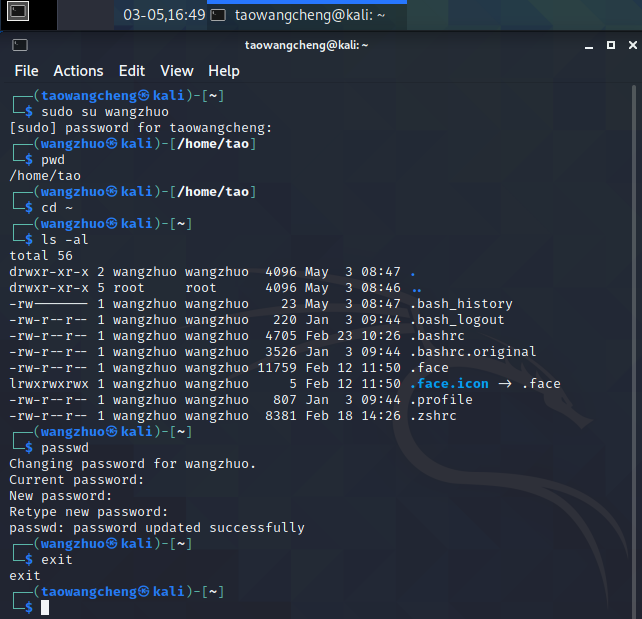 03-05,16:49 taowangcheng@kali: ~
taowangcheng@kali: ~
File Actions Edit View Help
┌──(taowangcheng㉿kali)-[~]
└─$ sudo su wangzhuo
[sudo] password for taowangcheng:
┌──(wangzhuo㉿kali)-[/home/tao]
└─$ pwd
/home/tao
┌──(wangzhuo㉿kali)-[/home/tao]
└─$ cd ~
┌──(wangzhuo㉿kali)-[~]
└─$ ls -al
total 56
drwxr-xr-x 2 wangzhuo wangzhuo  4096 May  3 08:47 .
drwxr-xr-x 5 root     root      4096 May  3 08:46 ..
-rw------- 1 wangzhuo wangzhuo    23 May  3 08:47 .bash_history
-rw-r--r-- 1 wangzhuo wangzhuo   220 Jan  3 09:44 .bash_logout
-rw-r--r-- 1 wangzhuo wangzhuo  4705 Feb 23 10:26 .bashrc
-rw-r--r-- 1 wangzhuo wangzhuo  3526 Jan  3 09:44 .bashrc.original
-rw-r--r-- 1 wangzhuo wangzhuo 11759 Feb 12 11:50 .face
lrwxrwxrwx 1 wangzhuo wangzhuo     5 Feb 12 11:50 .face.icon -> .face
-rw-r--r-- 1 wangzhuo wangzhuo   807 Jan  3 09:44 .profile
-rw-r--r-- 1 wangzhuo wangzhuo  8381 Feb 18 14:26 .zshrc
┌──(wangzhuo㉿kali)-[~]
└─$ passwd
Changing password for wangzhuo.
Current password:
New password:
Retype new password:
passwd: password updated successfully
┌──(wangzhuo㉿kali)-[~]
└─$ exit
exit
┌──(taowangcheng㉿kali)-[~]
└─$